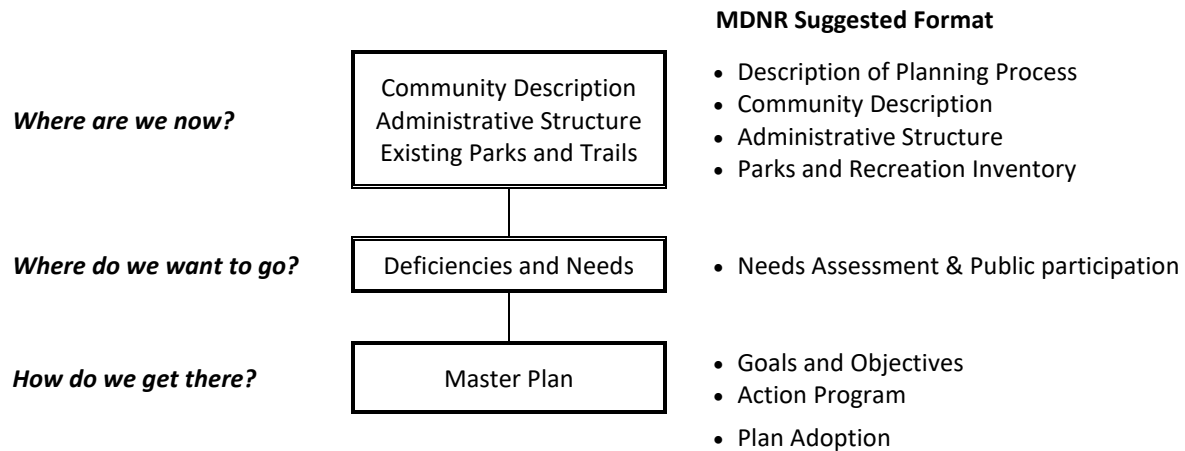 MDNR Suggested Format
Where are we now?
Community Description
Administrative Structure
Existing Parks and Trails
• Description of Planning Process
• Community Description
• Administrative Structure
• Parks and Recreation Inventory
Where do we want to go?
Deficiencies and Needs
• Needs Assessment & Public participation
How do we get there?
Master Plan
• Goals and Objectives
• Action Program
• Plan Adoption